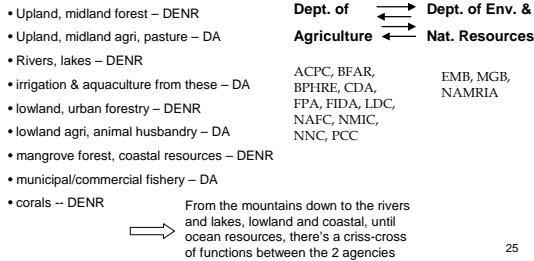 • Upland, midland forest – DENR
• Upland, midland agri, pasture – DA
• Rivers, lakes – DENR
• irrigation & aquaculture from these – DA
• lowland, urban forestry – DENR
• lowland agri, animal husbandry – DA
• mangrove forest, coastal resources – DENR
• municipal/commercial fishery – DA
• corals -- DENR
Dept. of
Agriculture
Dept. of Env. &
Nat. Resources
ACPC, BFAR,
BPHRE, CDA,
FPA, FIDA, LDC,
NAFC, NMIC,
NNC, PCC
EMB, MGB,
NAMRIA
From the mountains down to the rivers
and lakes, lowland and coastal, until
ocean resources, there's a criss-cross
of functions between the 2 agencies
25